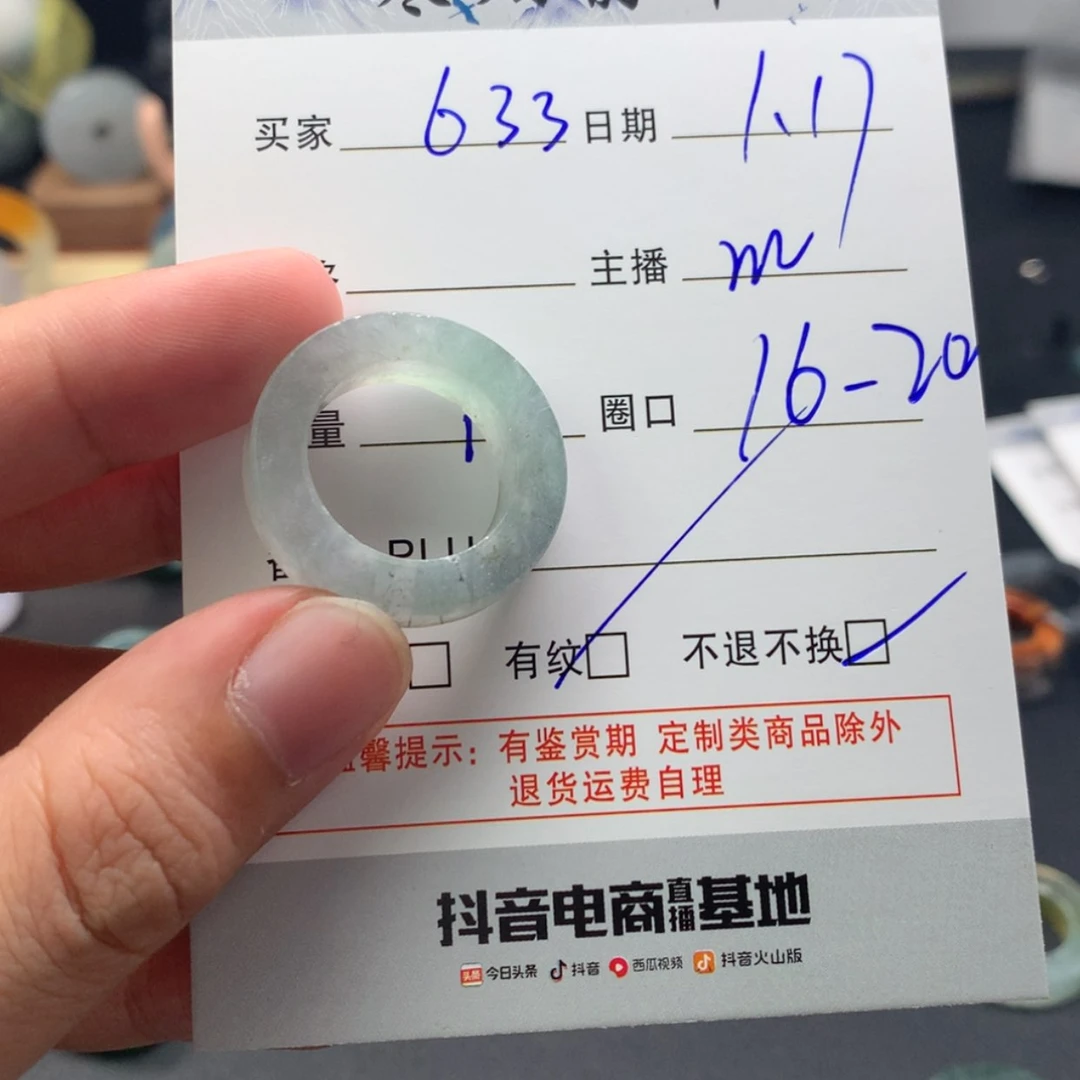 买家 633 日期 1.17
主播 m
量 1 圈口 16-20
有纹 不退不换
馨提示: 有鉴赏期 定制类商品除外
退货运费自理
抖音电商直播基地
头条 今日头条 抖音 西瓜视频 抖音火山版